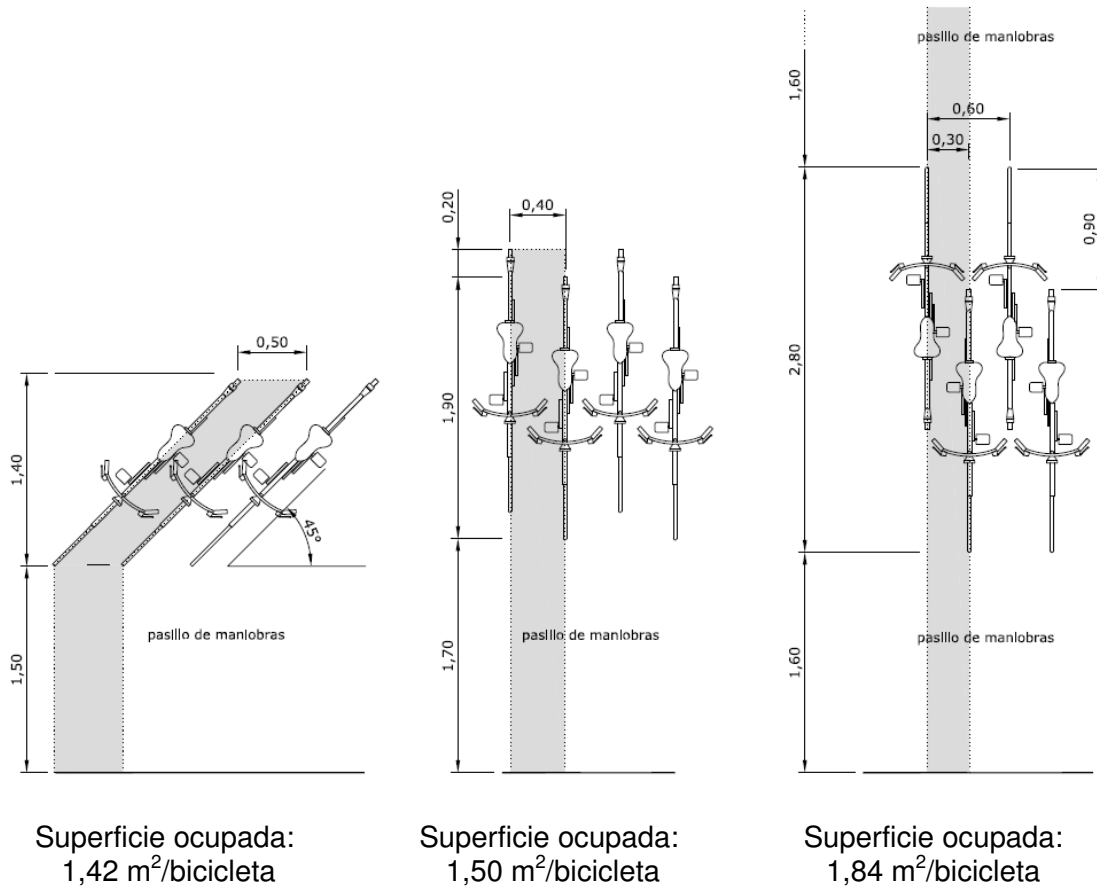 0,50
1,40
45°
pasillo de maniobras
1,50
Superficie ocupada:
1,42 m²/bicicleta
0,20
0,40
1,90
pasillo de maniobras
1,70
Superficie ocupada:
1,50 m²/bicicleta
pasillo de maniobras
1,60
0,60
0,30
0,90
2,80
pasillo de maniobras
1,60
Superficie ocupada:
1,84 m²/bicicleta